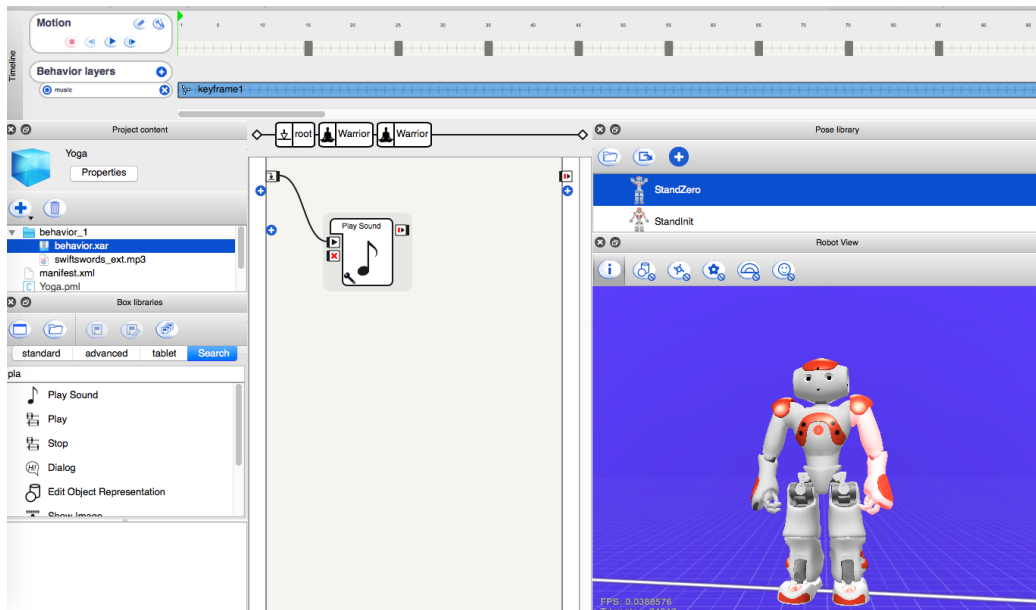 Motion
5 10 15 20 25 30 35 40 45 50 55 60 65 70 75 80 85 90 95
Timeline
Behavior layers
music
keyframe1
Project content
Yoga
Properties
behavior_1
behavior.xar
swiftswords_ext.mp3
manifest.xml
Yoga.pml
Box libraries
standard advanced tablet Search
pla
Play Sound
Play
Stop
Hi!
Dialog
Edit Object Representation
Show Image
root Warrior Warrior
Play Sound
Pose library
StandZero
StandInit
Robot View
FPS: 0.0388576